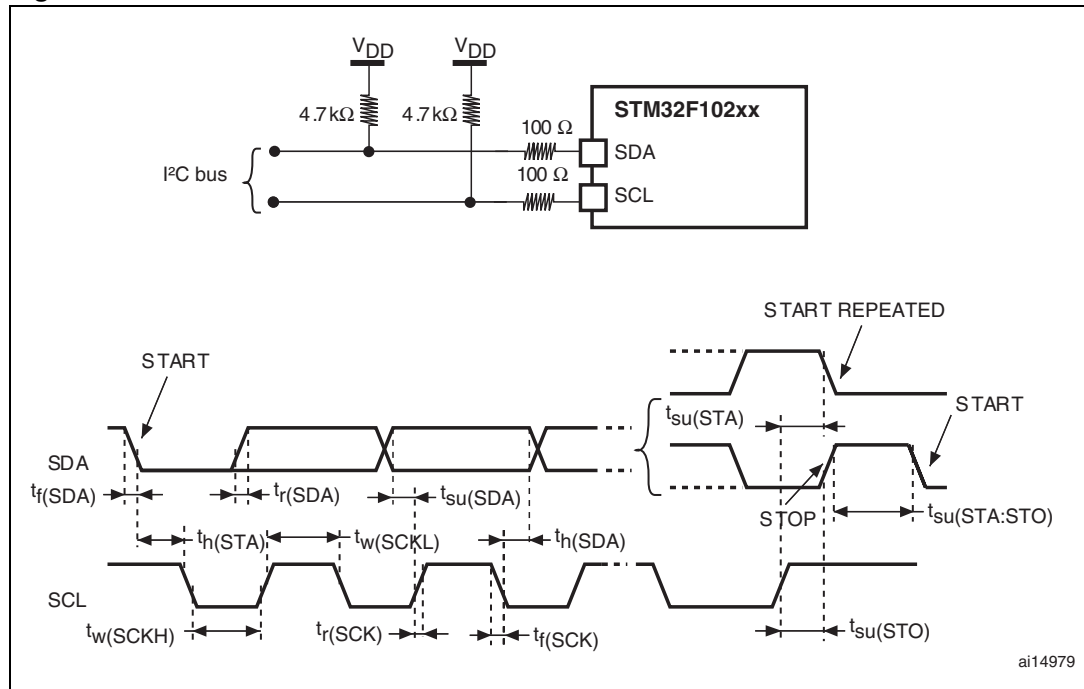 VDD VDD
4.7kΩ 4.7kΩ
STM32F102xx
100 Ω
SDA
I²C bus
100 Ω
SCL
START REPEATED
START
tsu(STA)
START
SDA
tf(SDA)
tr(SDA)
tsu(SDA)
STOP
tsu(STA:STO)
th(STA)
tw(SCKL)
th(SDA)
SCL
tw(SCKH)
tr(SCK)
tf(SCK)
tsu(STO)
ai14979